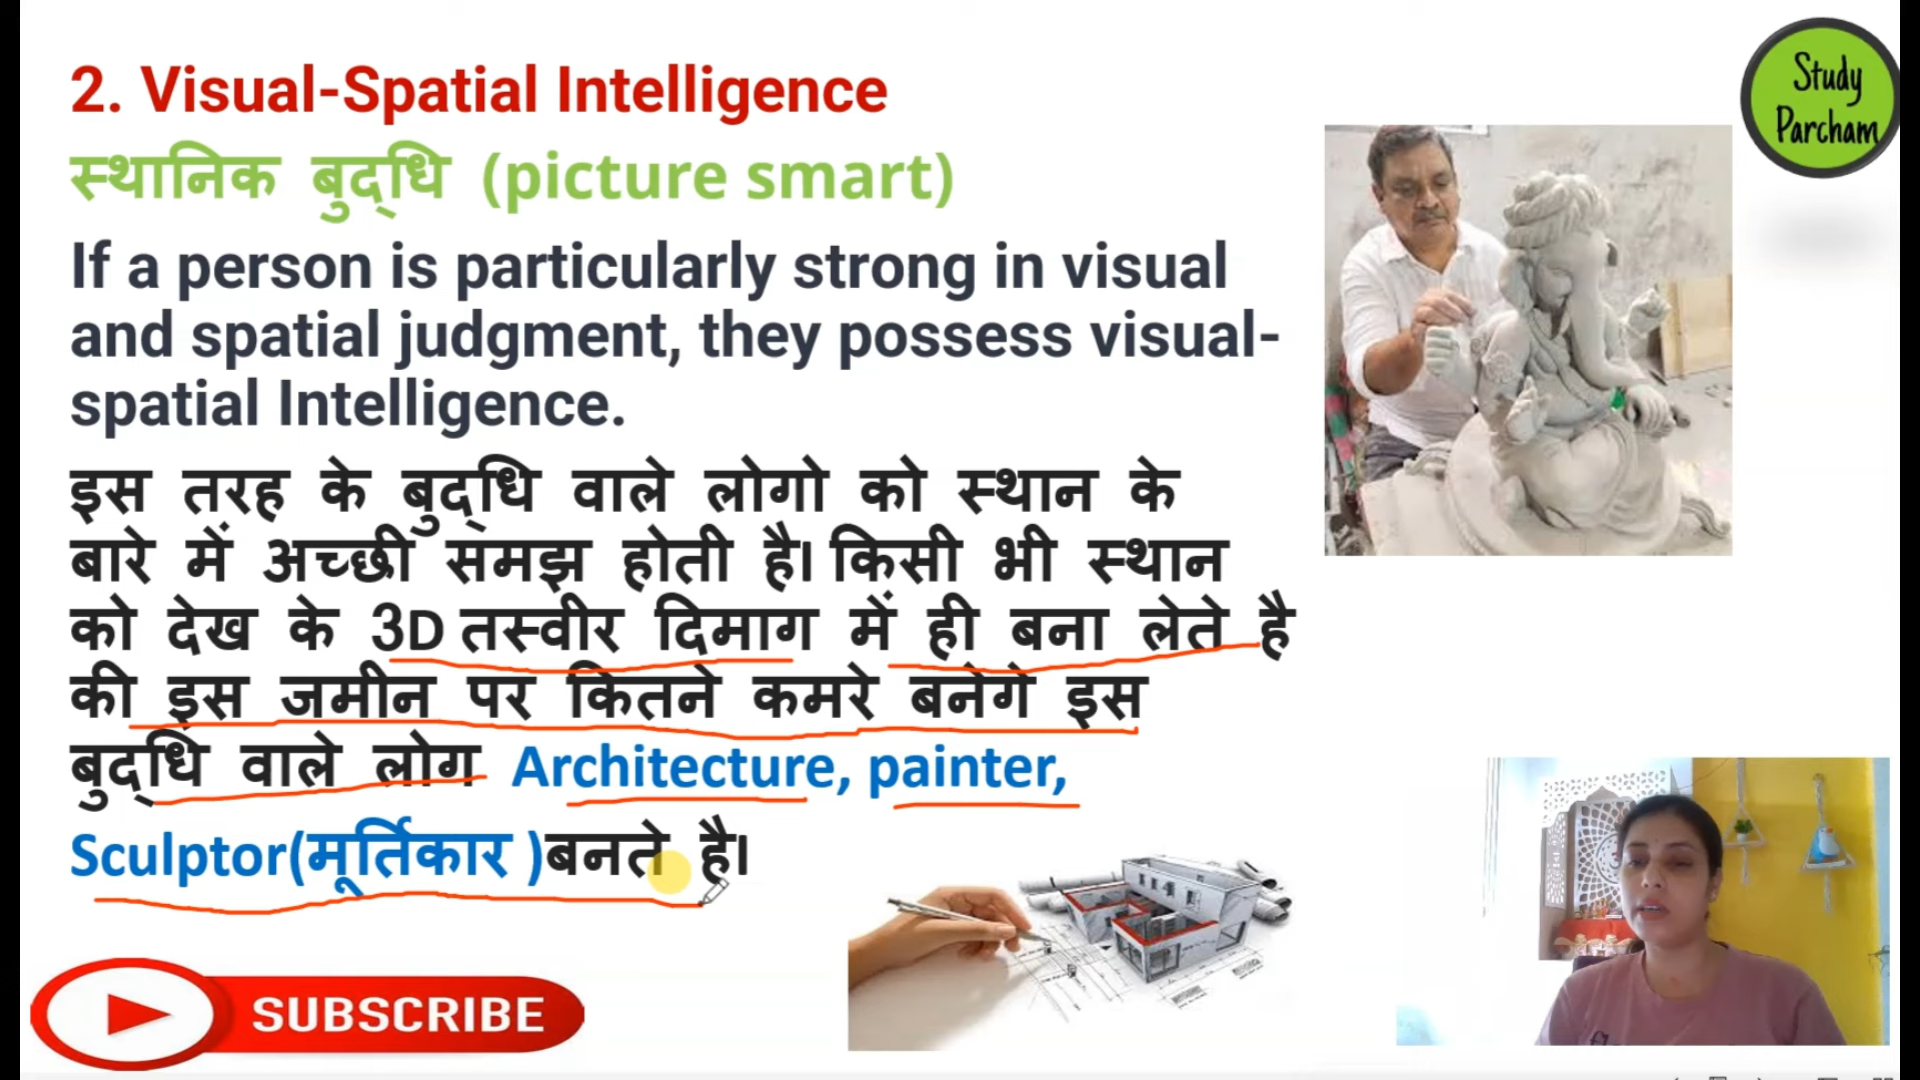 2. Visual-Spatial Intelligence
स्थानिक बुद्धि (picture smart)
If a person is particularly strong in visual
and spatial judgment, they possess visual-
spatial Intelligence.
इस तरह के बुद्धि वाले लोगो को स्थान के
बारे में अच्छी समझ होती है। किसी भी स्थान
को देख के 3D तस्वीर दिमाग में ही बना लेते है
की इस जमीन पर कितने कमरे बनेगे इस
बुद्धि वाले लोग Architecture, painter,
Sculptor(मूर्तिकार )बनते है।
SUBSCRIBE
Study
Parcham